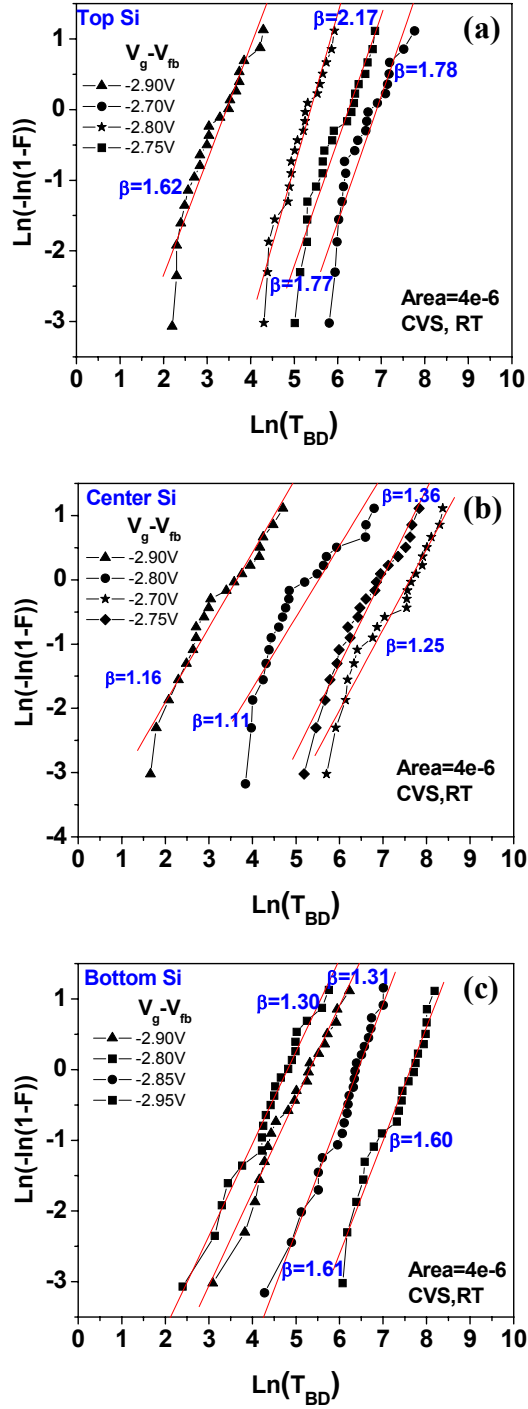 Top Si
(a)
V_g-V_fb
-2.90V
-2.70V
-2.80V
-2.75V
β=2.17
β=1.78
β=1.62
β=1.77
Area=4e-6
CVS, RT
Ln(-ln(1-F))
1
0
-1
-2
-3
0 1 2 3 4 5 6 7 8 9 10
Ln(T_BD)
Center Si
(b)
V_g-V_fb
-2.90V
-2.80V
-2.70V
-2.75V
β=1.36
β=1.25
β=1.16
β=1.11
Area=4e-6
CVS,RT
Ln(-ln(1-F))
1
0
-1
-2
-3
-4
0 1 2 3 4 5 6 7 8 9 10
Ln(T_BD)
Bottom Si
(c)
V_g-V_fb
-2.90V
-2.80V
-2.85V
-2.95V
β=1.31
β=1.30
β=1.60
β=1.61
Area=4e-6
CVS,RT
Ln(-ln(1-F))
1
0
-1
-2
-3
0 1 2 3 4 5 6 7 8 9 10
Ln(T_BD)